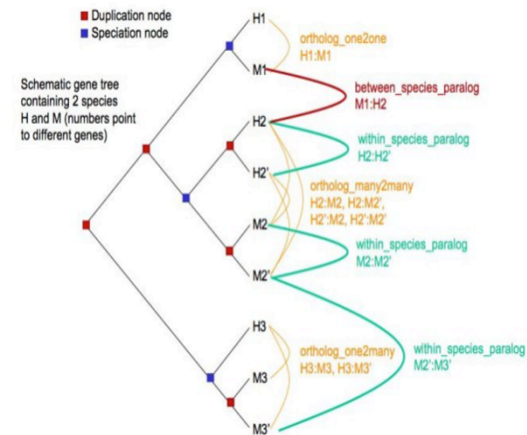 Duplication node
Speciation node
Schematic gene tree
containing 2 species
H and M (numbers point
to different genes)
H1
ortholog_one2one
H1:M1
M1
between_species_paralog
M1:H2
H2
within_species_paralog
H2:H2'
H2'
ortholog_many2many
H2:M2, H2:M2',
H2':M2, H2':M2'
M2
within_species_paralog
M2:M2'
M2'
H3
ortholog_one2many
H3:M3, H3:M3'
within_species_paralog
M2':M3'
M3
M3'